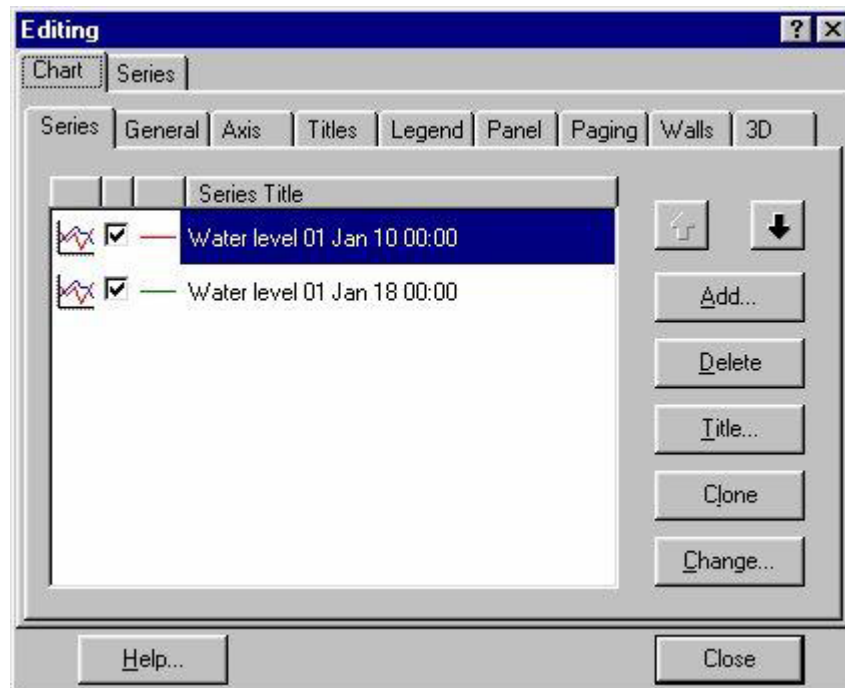 Editing
Chart Series
Series General Axis Titles Legend Panel Paging Walls 3D
Series Title
Water level 01 Jan 10 00:00
Water level 01 Jan 18 00:00
Add...
Delete
Title...
Clone
Change...
Help... Close